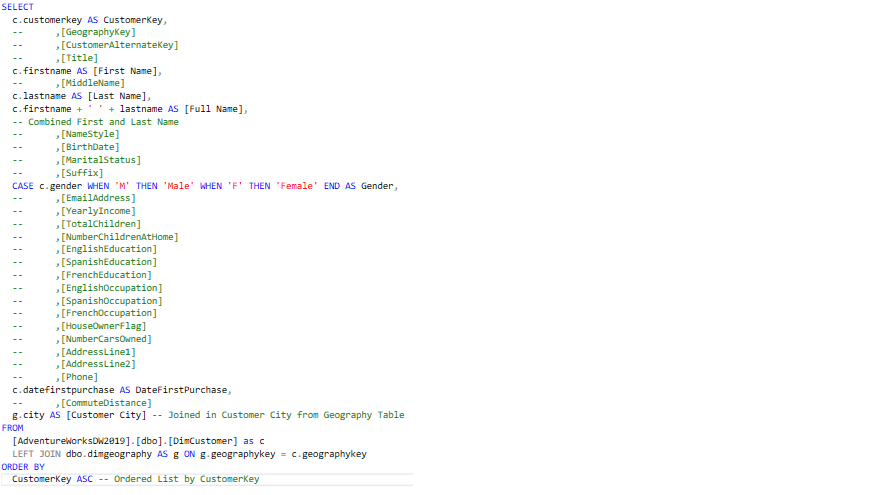 SELECT
c.customerkey AS CustomerKey,
-- ,[GeographyKey]
-- ,[CustomerAlternateKey]
-- ,[Title]
c.firstname AS [First Name],
-- ,[MiddleName]
c.lastname AS [Last Name],
c.firstname + ' ' + lastname AS [Full Name],
-- Combined First and Last Name
-- ,[NameStyle]
-- ,[BirthDate]
-- ,[MaritalStatus]
-- ,[Suffix]
CASE c.gender WHEN 'M' THEN 'Male' WHEN 'F' THEN 'Female' END AS Gender,
-- ,[EmailAddress]
-- ,[YearlyIncome]
-- ,[TotalChildren]
-- ,[NumberChildrenAtHome]
-- ,[EnglishEducation]
-- ,[SpanishEducation]
-- ,[FrenchEducation]
-- ,[EnglishOccupation]
-- ,[SpanishOccupation]
-- ,[FrenchOccupation]
-- ,[HouseOwnerFlag]
-- ,[NumberCarsOwned]
-- ,[AddressLine1]
-- ,[AddressLine2]
-- ,[Phone]
c.datefirstpurchase AS DateFirstPurchase,
-- ,[CommuteDistance]
g.city AS [Customer City] -- Joined in Customer City from Geography Table
FROM
[AdventureWorksDW2019].[dbo].[DimCustomer] as c
LEFT JOIN dbo.dimgeography AS g ON g.geographykey = c.geographykey
ORDER BY
CustomerKey ASC -- Ordered List by CustomerKey